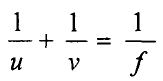 1/u + 1/v = 1/f